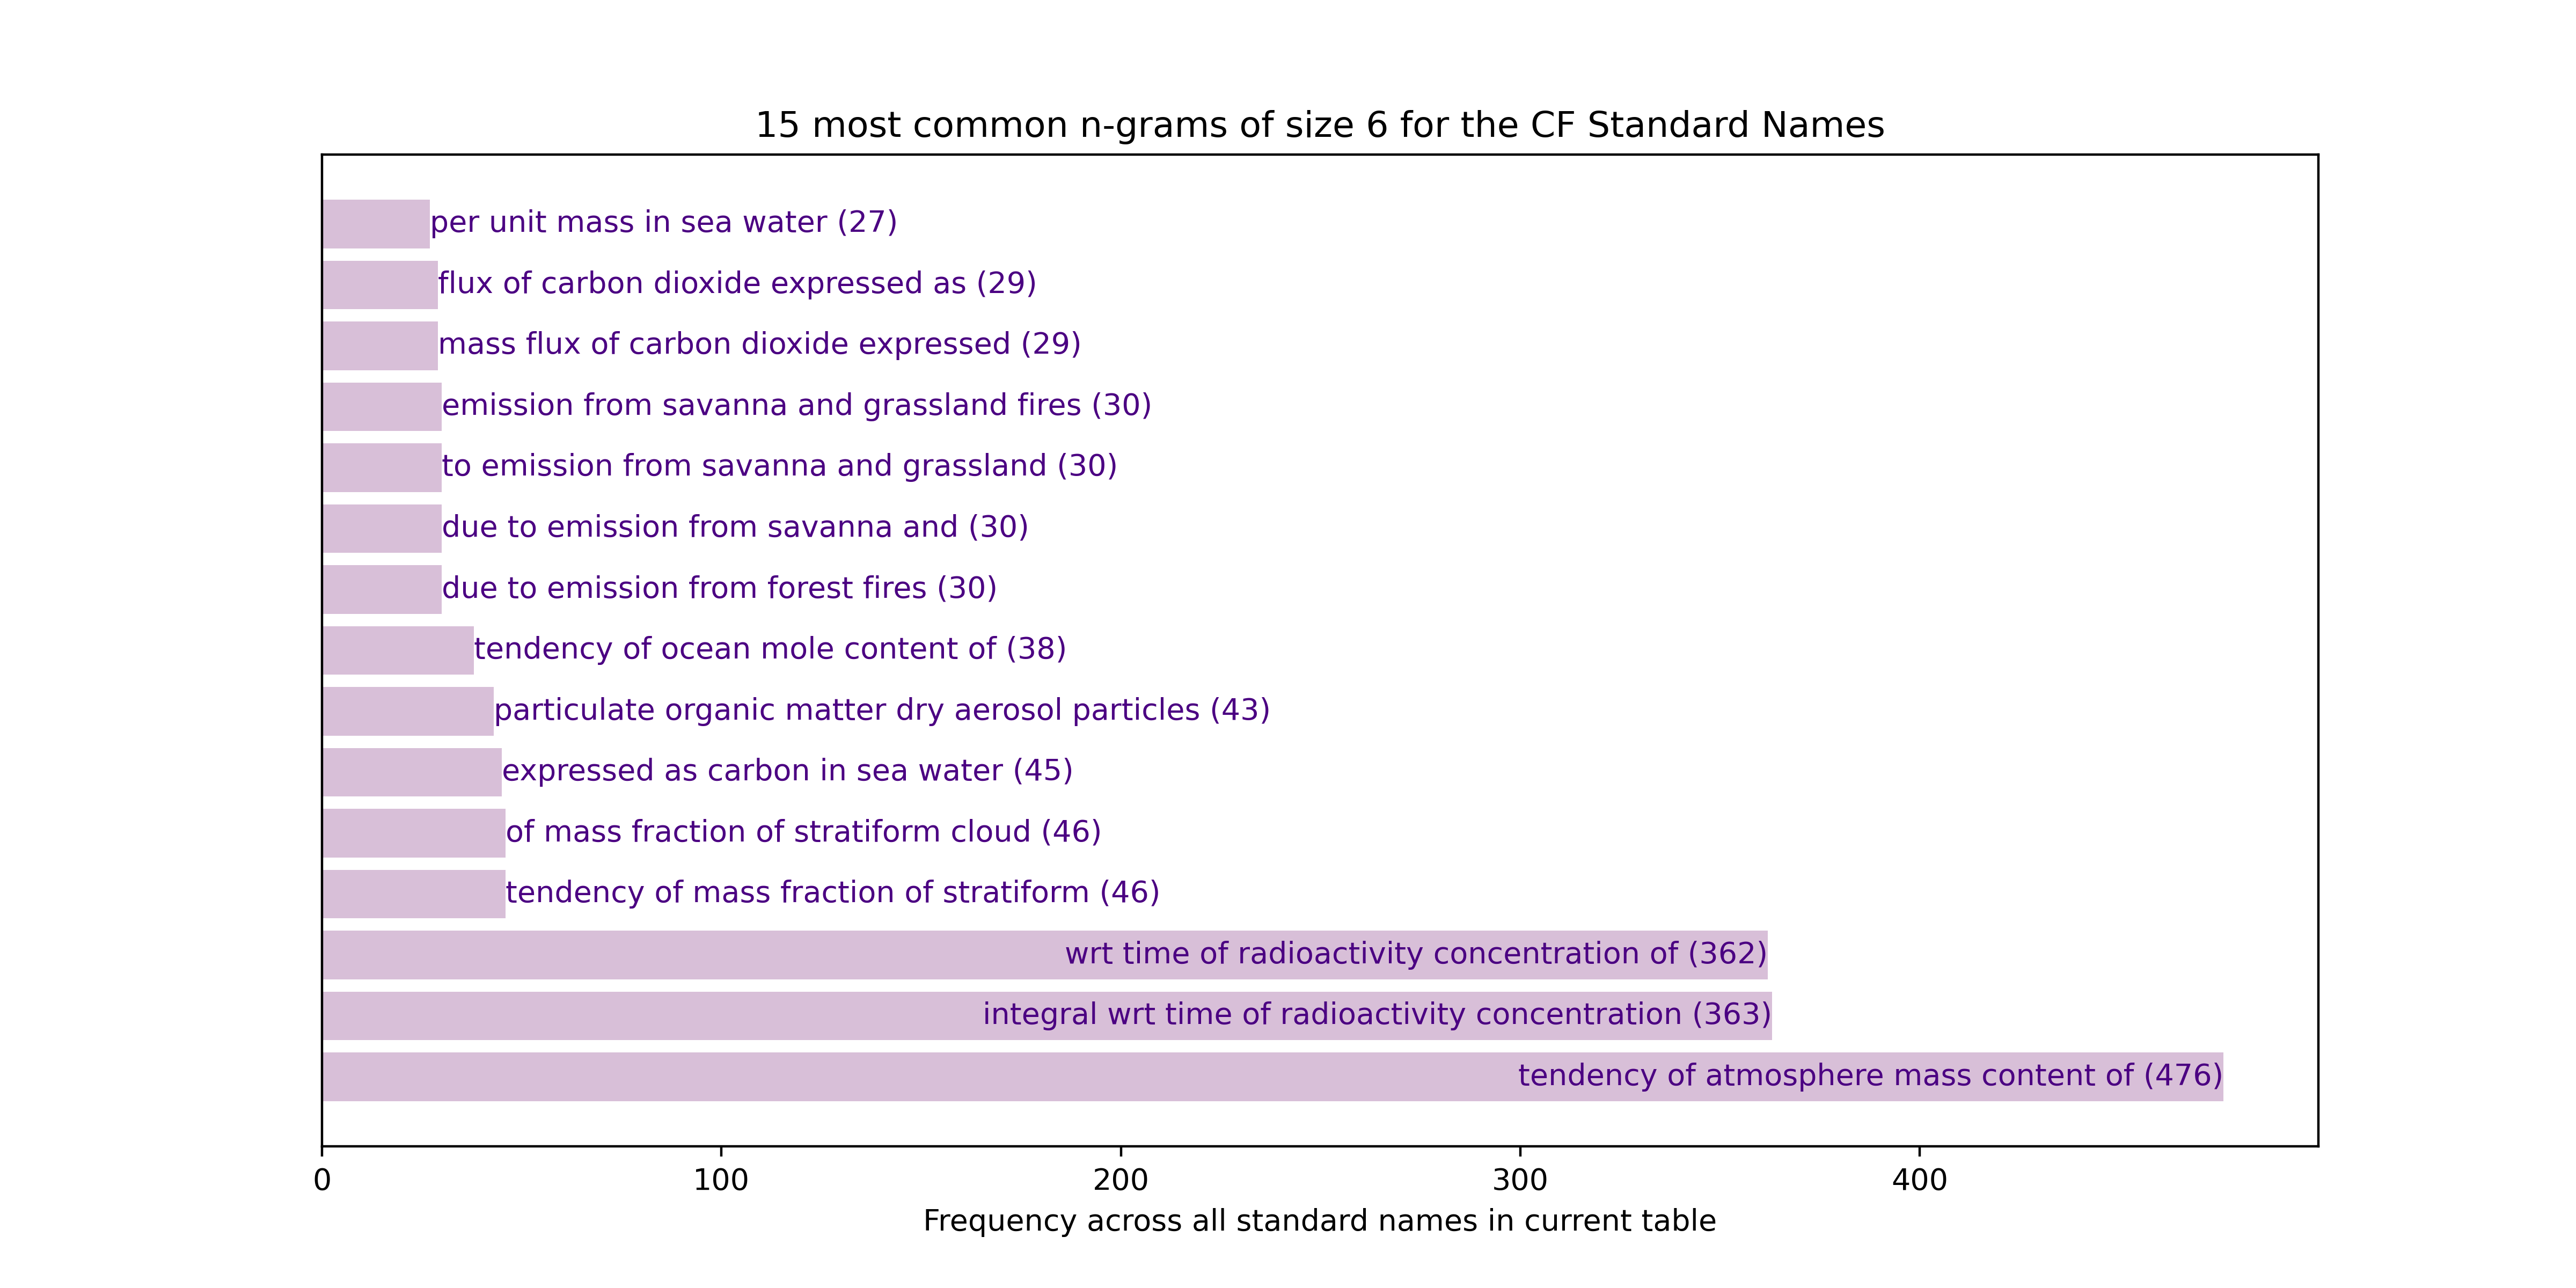 15 most common n-grams of size 6 for the CF Standard Names
per unit mass in sea water (27)
flux of carbon dioxide expressed as (29)
mass flux of carbon dioxide expressed (29)
emission from savanna and grassland fires (30)
to emission from savanna and grassland (30)
due to emission from savanna and (30)
due to emission from forest fires (30)
tendency of ocean mole content of (38)
particulate organic matter dry aerosol particles (43)
expressed as carbon in sea water (45)
of mass fraction of stratiform cloud (46)
tendency of mass fraction of stratiform (46)
wrt time of radioactivity concentration of (362)
integral wrt time of radioactivity concentration (363)
tendency of atmosphere mass content of (476)
0 100 200 300 400
Frequency across all standard names in current table